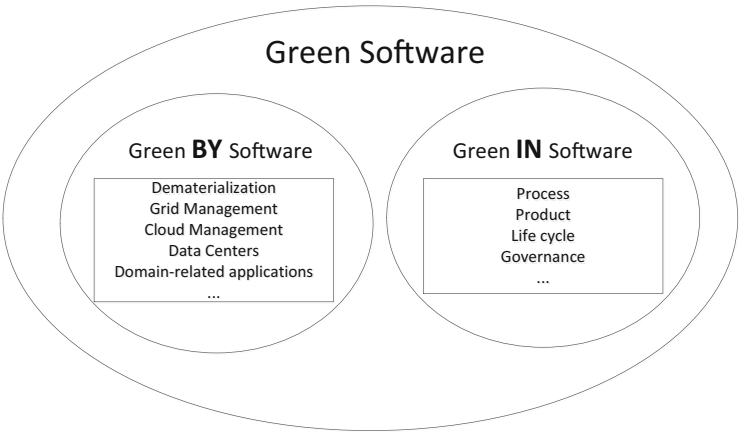 Green Software
Green BY Software
Dematerialization
Grid Management
Cloud Management
Data Centers
Domain-related applications
...
Green IN Software
Process
Product
Life cycle
Governance
...